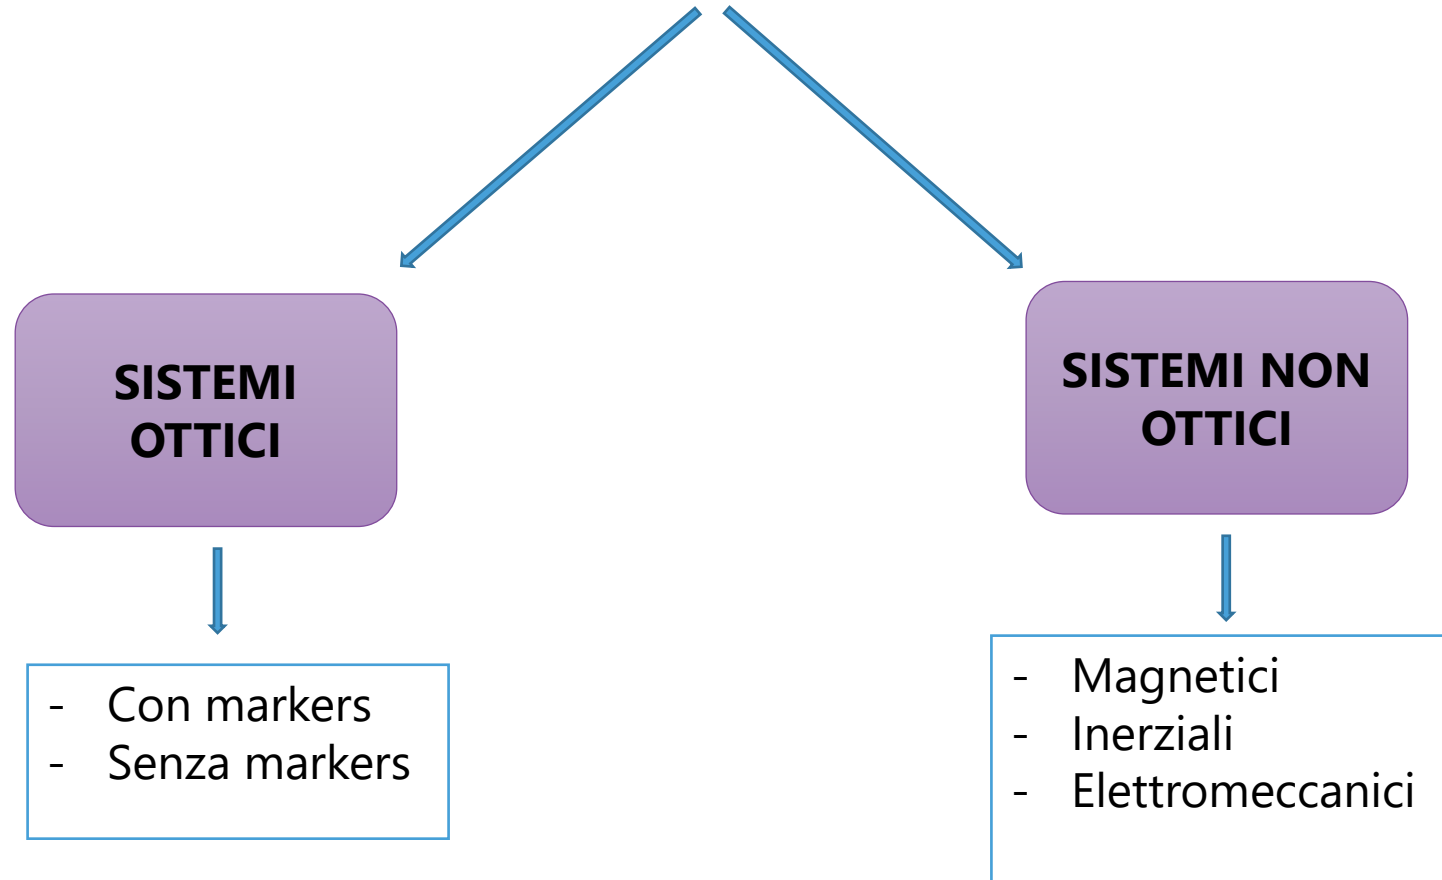 SISTEMI
OTTICI
SISTEMI NON
OTTICI
- Con markers
- Senza markers
- Magnetici
- Inerziali
- Elettromeccanici